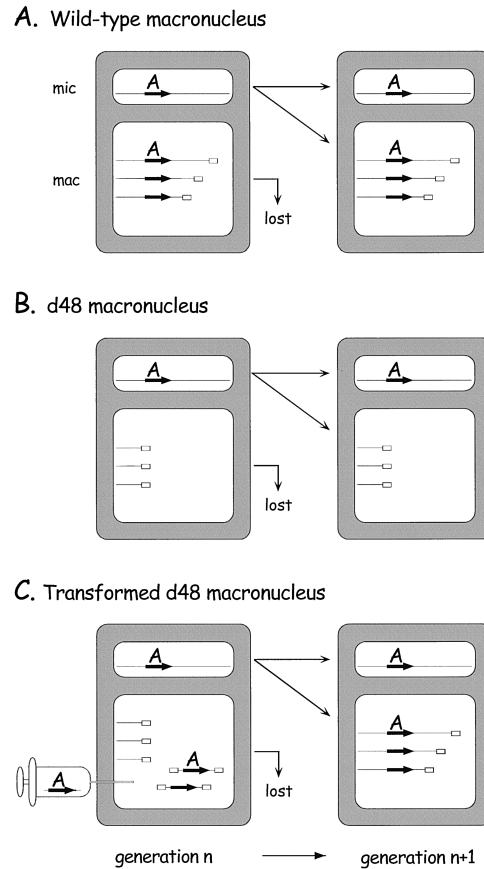 A. Wild-type macronucleus
mic
A
A
mac
A
A
lost
B. d48 macronucleus
A
A
lost
C. Transformed d48 macronucleus
A
A
A
A
A
lost
generation n
generation n+1